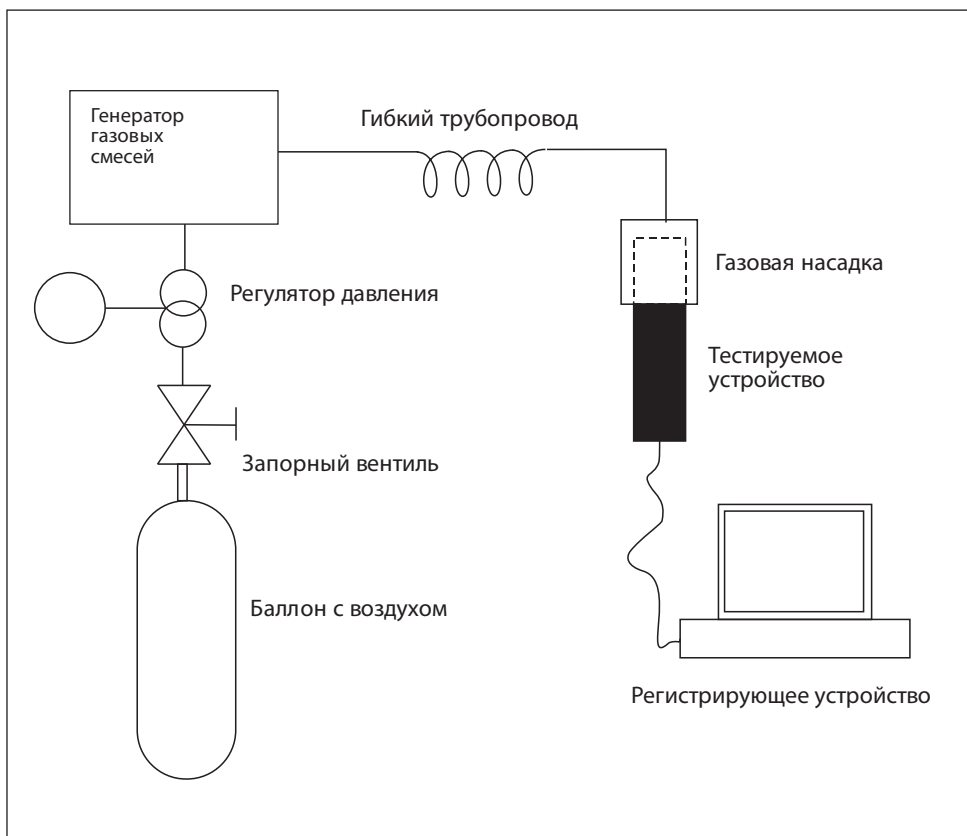 Генератор
газовых
смесей
Гибкий трубопровод
Газовая насадка
Регулятор давления
Тестируемое
устройство
Запорный вентиль
Баллон с воздухом
Регистрирующее устройство